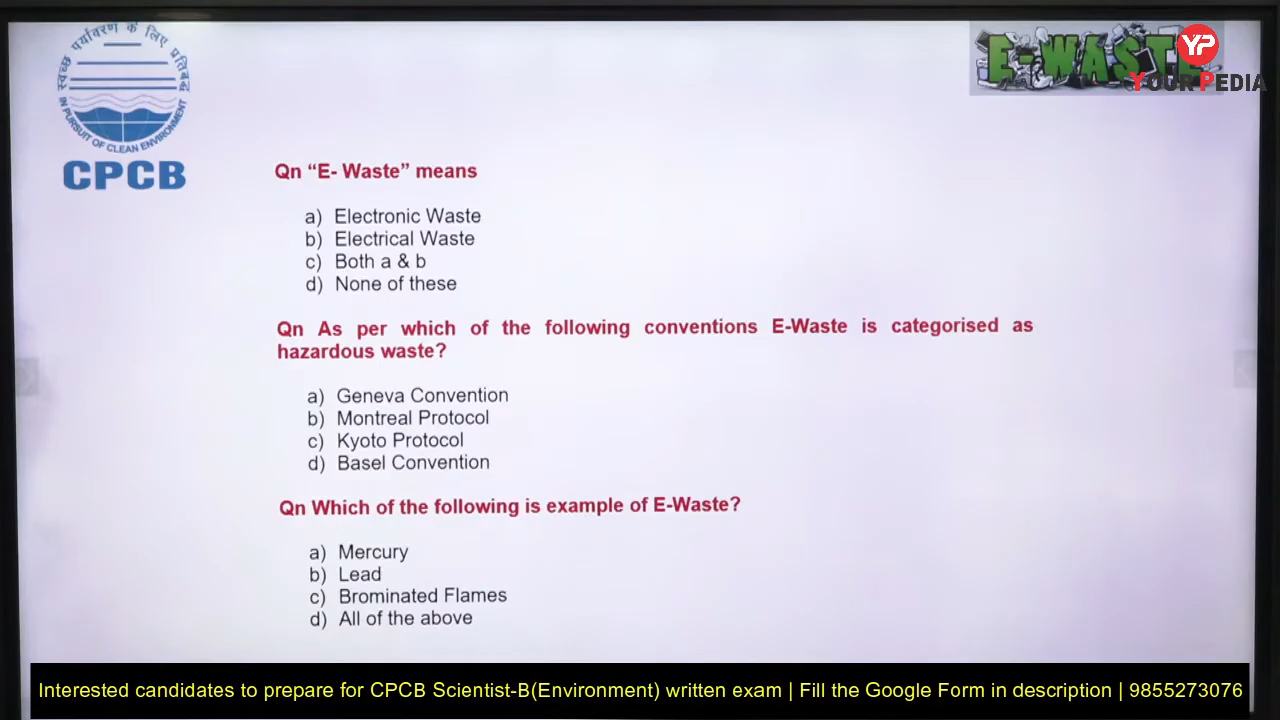 स्वच्छ पर्यावरण के लिए प्रतिबद्ध
IN PURSUIT OF CLEAN ENVIRONMENT
CPCB
E-WASTE
YP
YOUR PEDIA
Qn “E- Waste” means
a) Electronic Waste
b) Electrical Waste
c) Both a & b
d) None of these
Qn As per which of the following conventions E-Waste is categorised as
hazardous waste?
a) Geneva Convention
b) Montreal Protocol
c) Kyoto Protocol
d) Basel Convention
Qn Which of the following is example of E-Waste?
a) Mercury
b) Lead
c) Brominated Flames
d) All of the above
Interested candidates to prepare for CPCB Scientist-B(Environment) written exam | Fill the Google Form in description | 9855273076